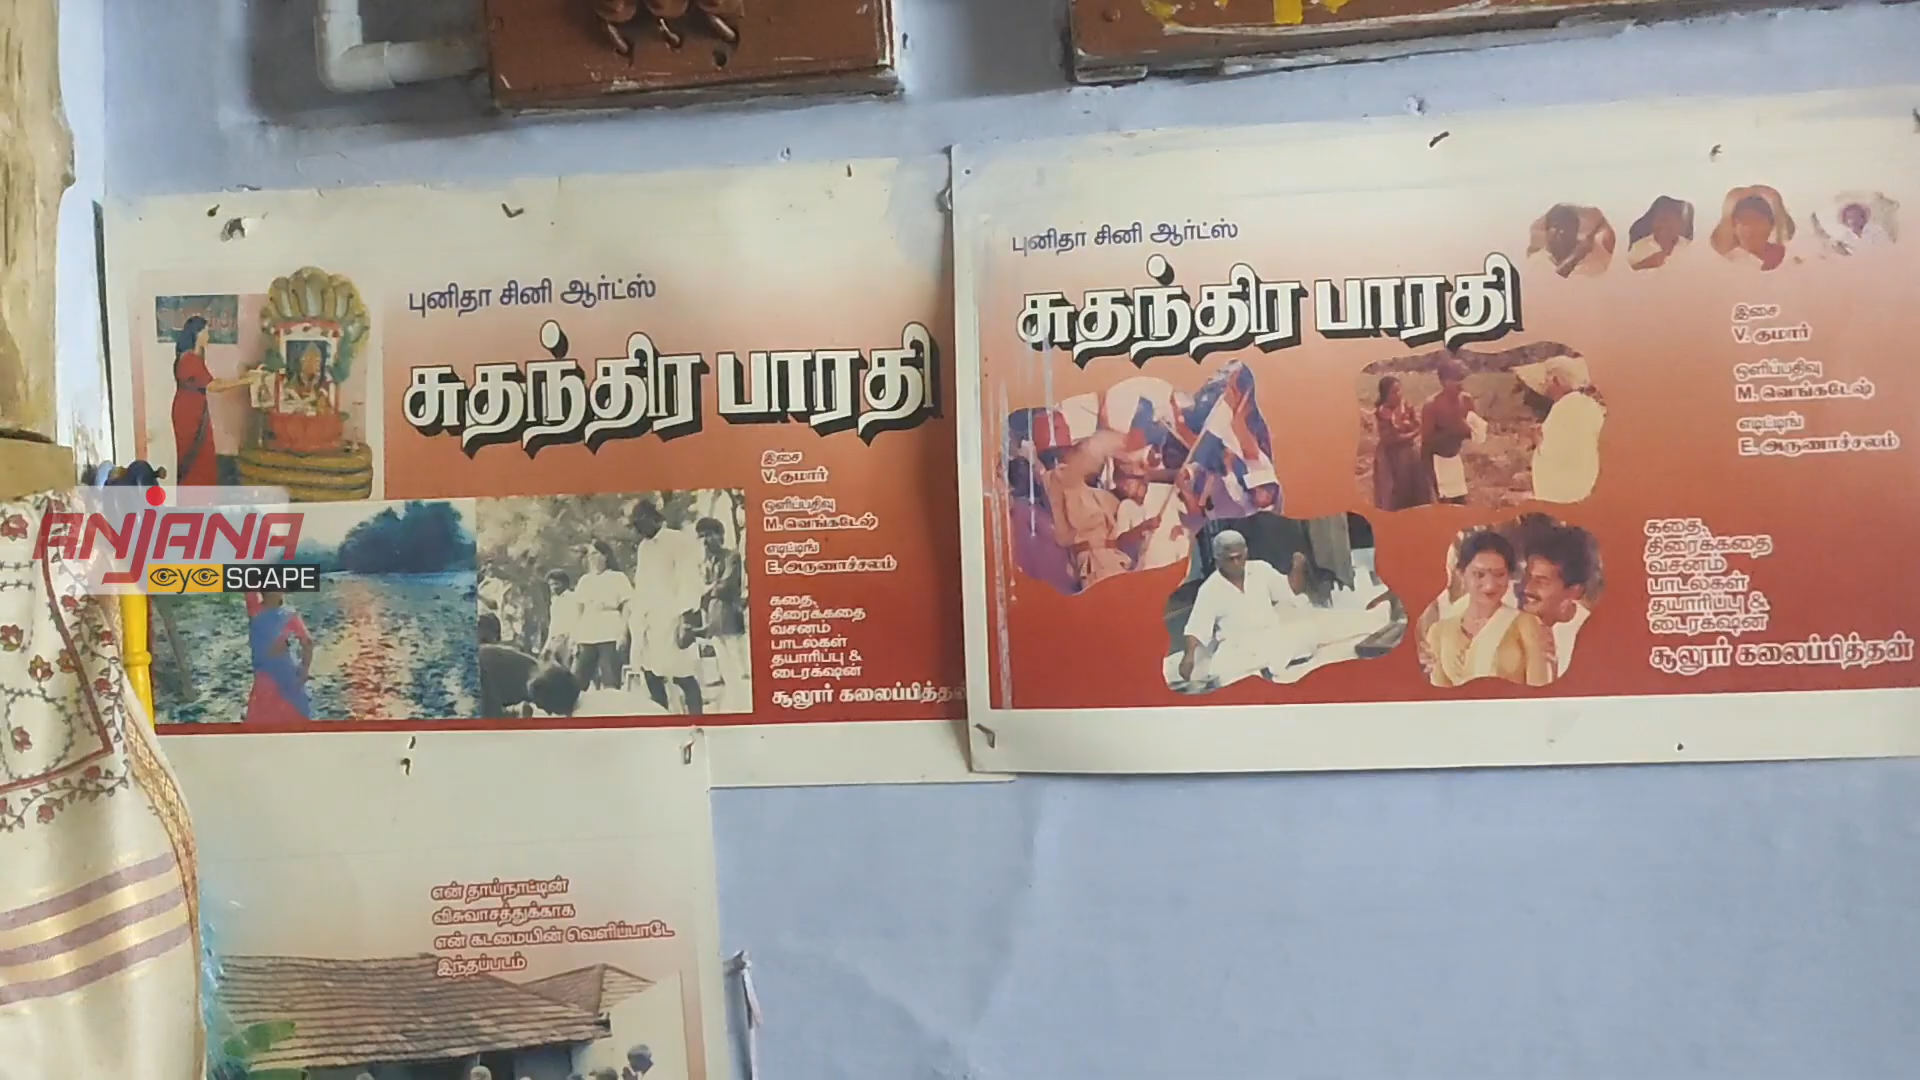 புனிதா சினி ஆர்ட்ஸ்
சுதந்திர பாரதி
இசை
V. குமார்
ஒளிப்பதிவு
M. வெங்கடேஷ்
எடிட்டிங்
E. அருணாச்சலம்
கதை,
திரைக்கதை
வசனம்
பாடல்கள்
தயாரிப்பு &
டைரக்ஷன்
சூலூர் கலைப்பித்தன்
புனிதா சினி ஆர்ட்ஸ்
சுதந்திர பாரதி
இசை
V. குமார்
ஒளிப்பதிவு
M. வெங்கடேஷ்
எடிட்டிங்
E. அருணாச்சலம்
கதை,
திரைக்கதை
வசனம்
பாடல்கள்
தயாரிப்பு &
டைரக்ஷன்
சூலூர் கலைப்பித்தன்
ANJANA
eye SCAPE
என் தாய்நாட்டின்
விசுவாசத்துக்காக
என் கடமையின் வெளிப்பாடே
இந்தப்படம்